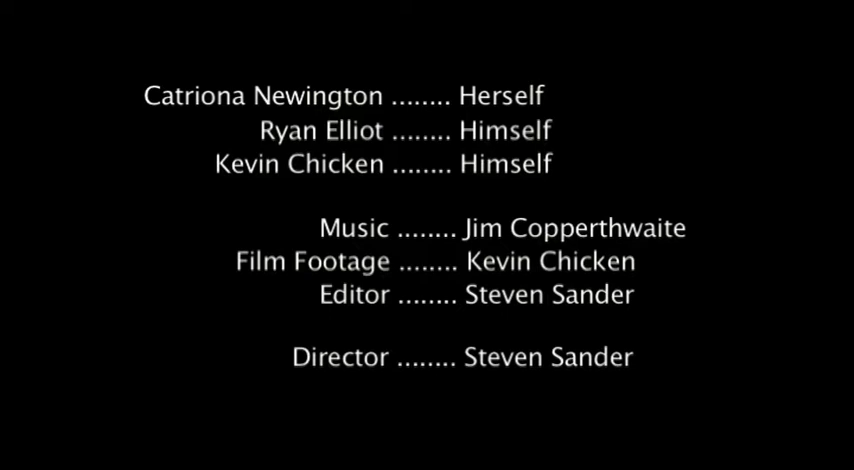 Catriona Newington ........ Herself
Ryan Elliot ........ Himself
Kevin Chicken ........ Himself
Music ........ Jim Copperthwaite
Film Footage ........ Kevin Chicken
Editor ........ Steven Sander
Director ........ Steven Sander